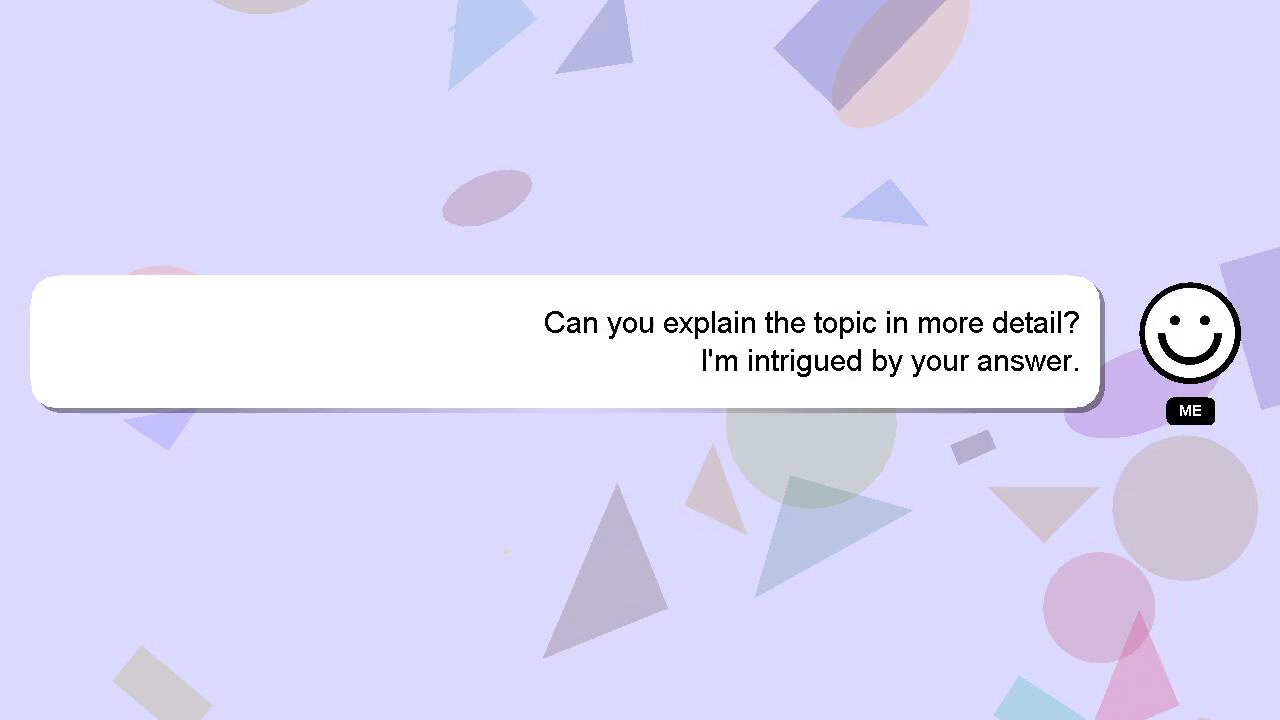 Can you explain the topic in more detail?
I'm intrigued by your answer.
ME